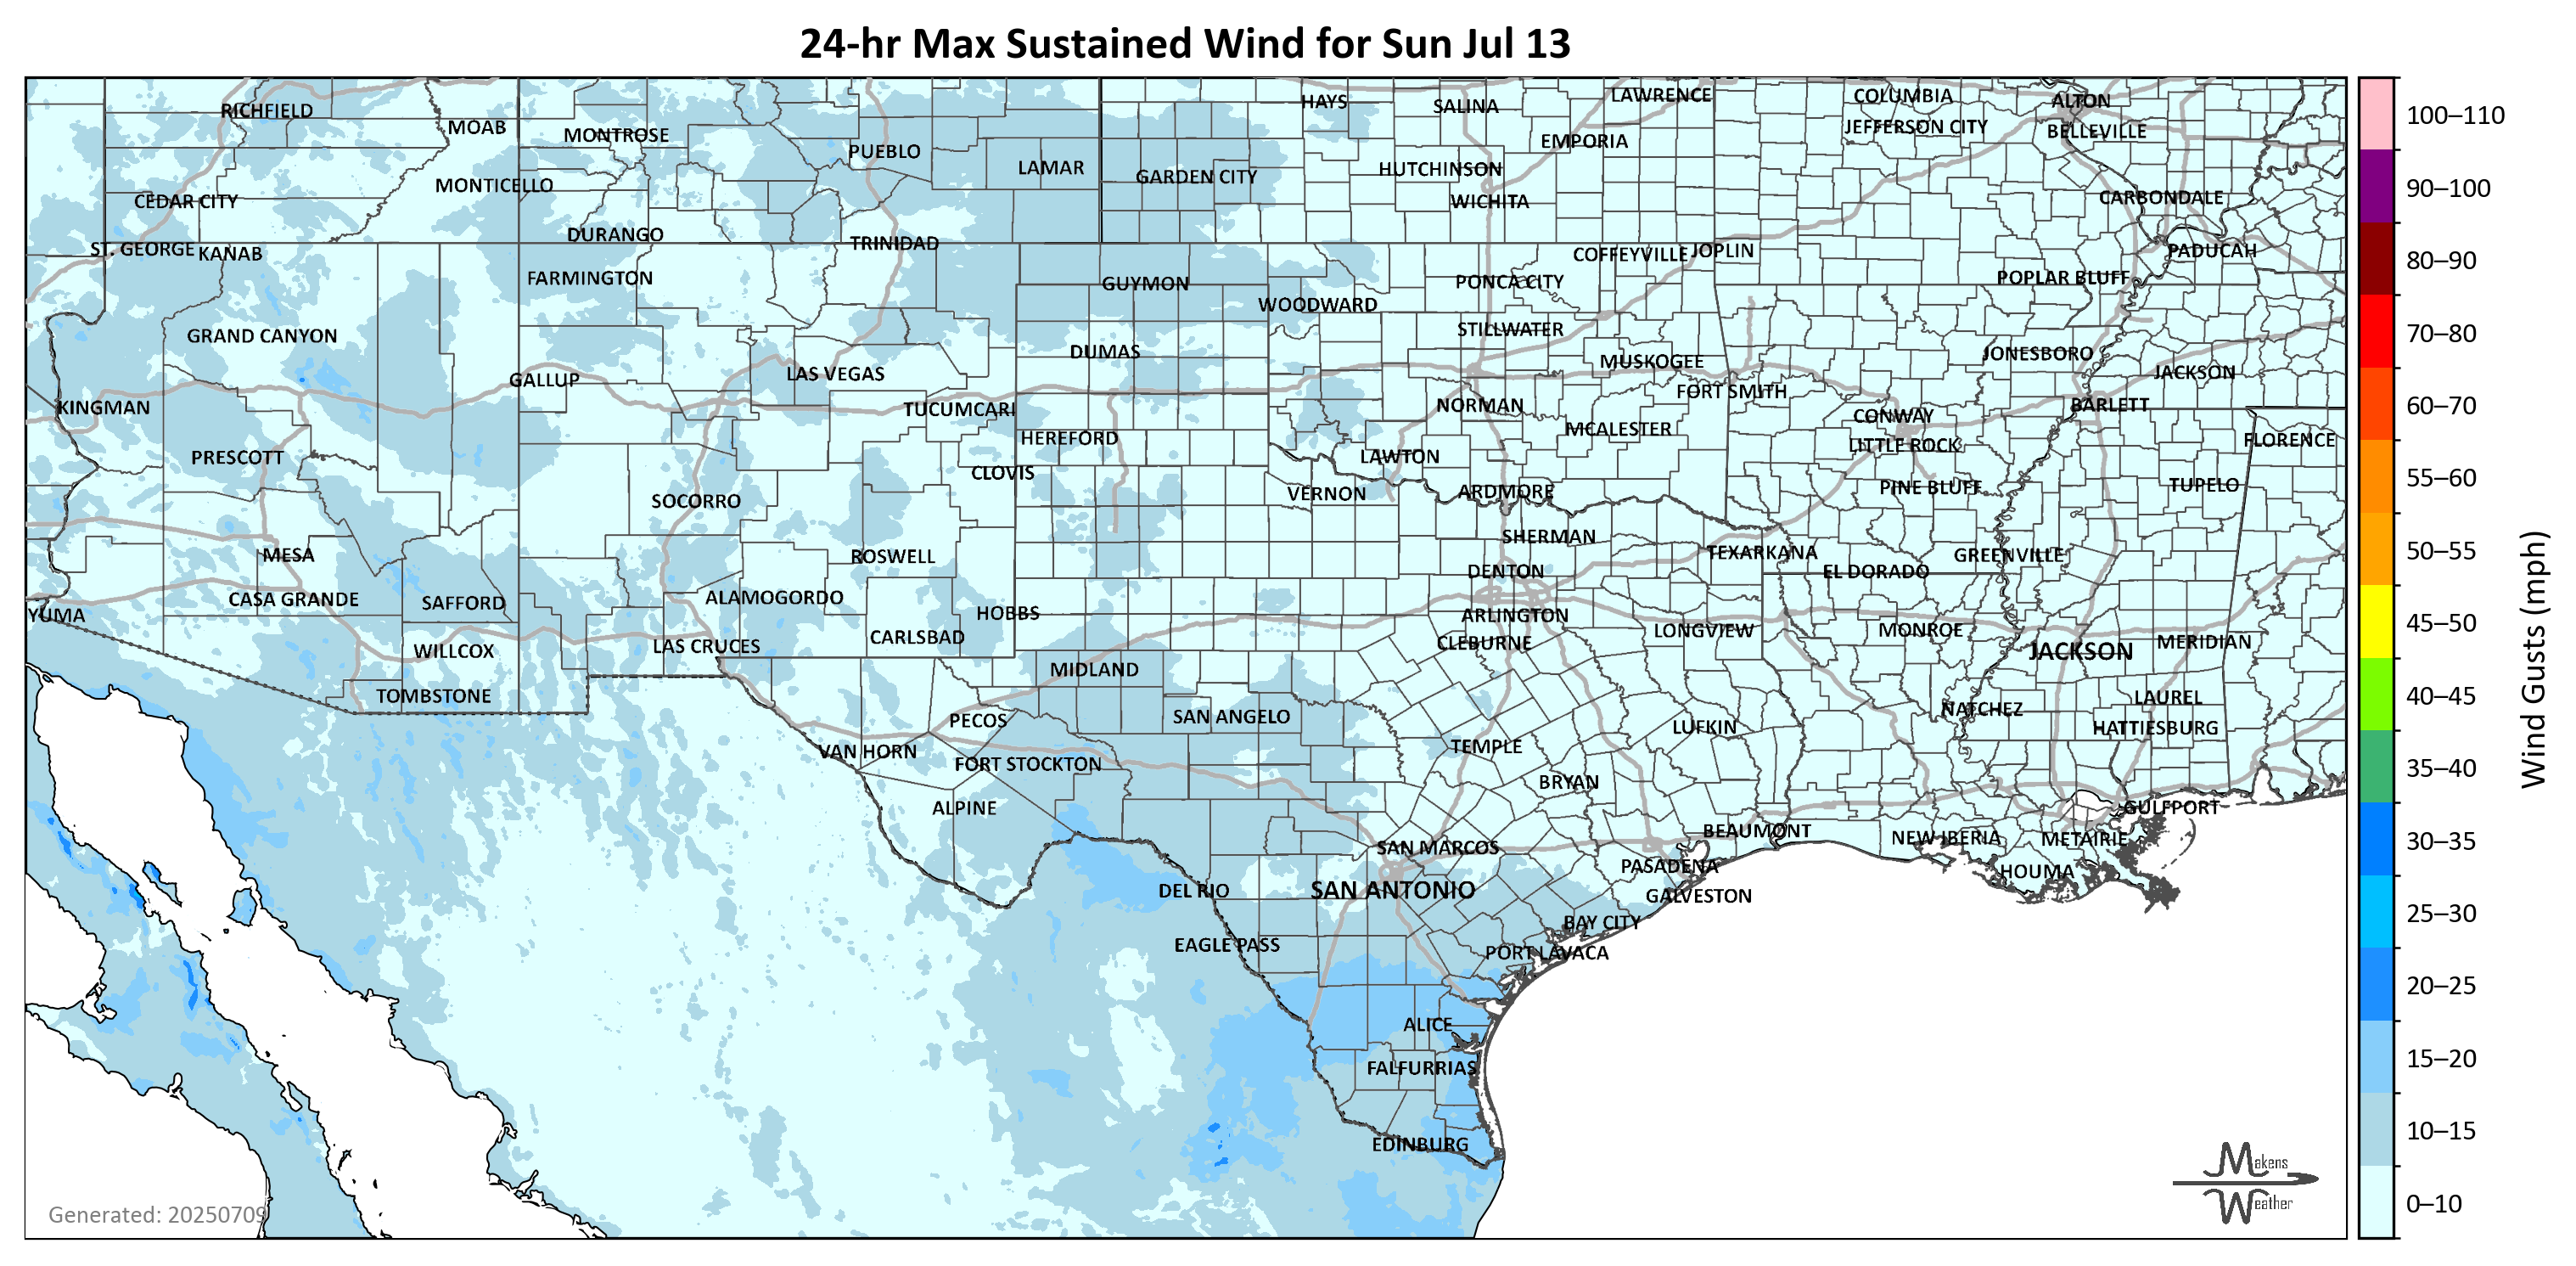 24-hr Max Sustained Wind for Sun Jul 13
RICHFIELD
MOAB
MONTROSE
PUEBLO
LAMAR
GARDEN CITY
HAYS
SALINA
LAWRENCE
COLUMBIA
ALTON
EMPORIA
JEFFERSON CITY
BELLEVILLE
HUTCHINSON
CEDAR CITY
MONTICELLO
WICHITA
CARBONDALE
ST. GEORGE
KANAB
DURANGO
TRINIDAD
COFFEYVILLE
JOPLIN
PADUCAH
FARMINGTON
GUYMON
WOODWARD
PONCA CITY
POPLAR BLUFF
GRAND CANYON
DUMAS
STILLWATER
MUSKOGEE
JONESBORO
GALLUP
LAS VEGAS
FORT SMITH
JACKSON
KINGMAN
TUCUMCARI
NORMAN
CONWAY
BARLETT
HEREFORD
MCALESTER
LITTLE ROCK
FLORENCE
PRESCOTT
CLOVIS
LAWTON
SOCORRO
VERNON
ARDMORE
PINE BLUFF
TUPELO
MESA
ROSWELL
SHERMAN
TEXARKANA
GREENVILLE
CASA GRANDE
SAFFORD
ALAMOGORDO
DENTON
EL DORADO
YUMA
HOBBS
ARLINGTON
WILLCOX
LAS CRUCES
CARLSBAD
CLEBURNE
LONGVIEW
MONROE
JACKSON
MERIDIAN
TOMBSTONE
MIDLAND
LAUREL
PECOS
SAN ANGELO
NATCHEZ
VAN HORN
FORT STOCKTON
TEMPLE
LUFKIN
HATTIESBURG
ALPINE
BRYAN
GULFPORT
SAN MARCOS
BEAUMONT
NEW IBERIA
METAIRIE
DEL RIO
SAN ANTONIO
PASADENA
HOUMA
GALVESTON
EAGLE PASS
BAY CITY
PORT LAVACA
ALICE
FALFURRIAS
EDINBURG
Generated: 20250709
Makens
Weather
100–110
90–100
80–90
70–80
60–70
55–60
50–55
45–50
40–45
35–40
30–35
25–30
20–25
15–20
10–15
0–10
Wind Gusts (mph)